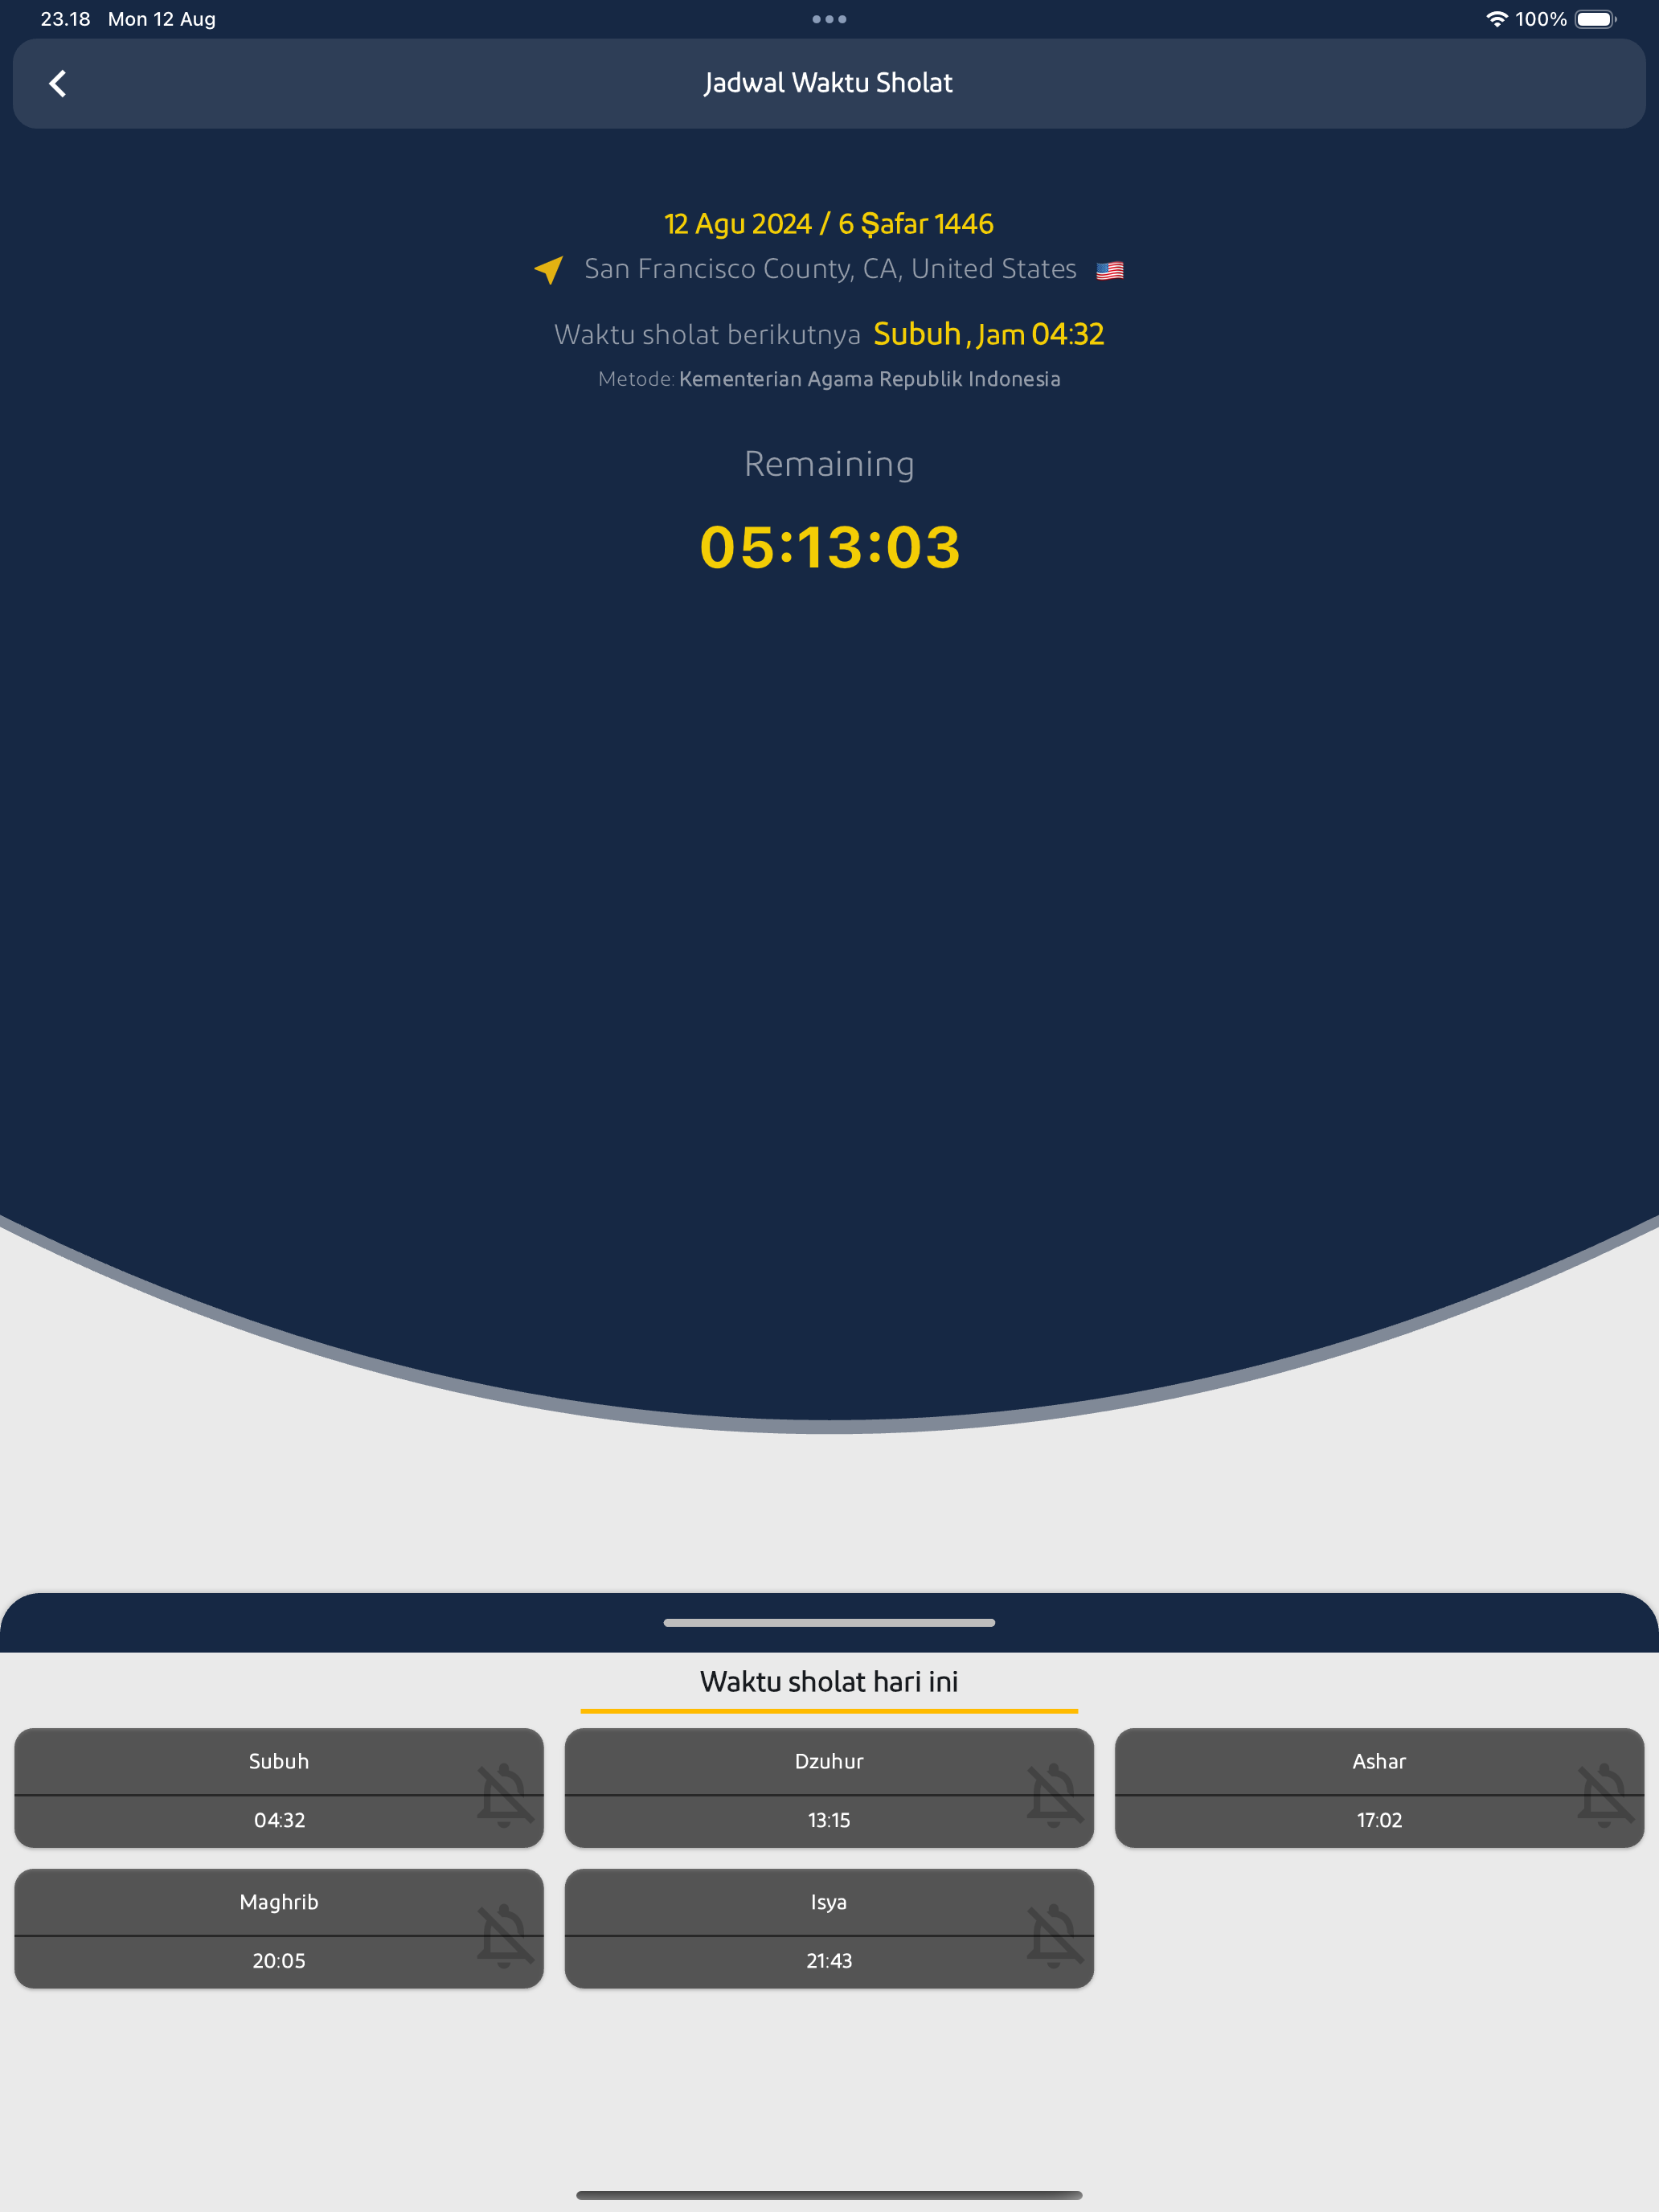 23.18 Mon 12 Aug
100%
Jadwal Waktu Sholat
12 Agu 2024 / 6 Şafar 1446
San Francisco County, CA, United States
Waktu sholat berikutnya Subuh , Jam 04:32
Metode: Kementerian Agama Republik Indonesia
Remaining
05:13:03
Waktu sholat hari ini
Subuh
04:32
Dzuhur
13:15
Ashar
17:02
Maghrib
20:05
Isya
21:43